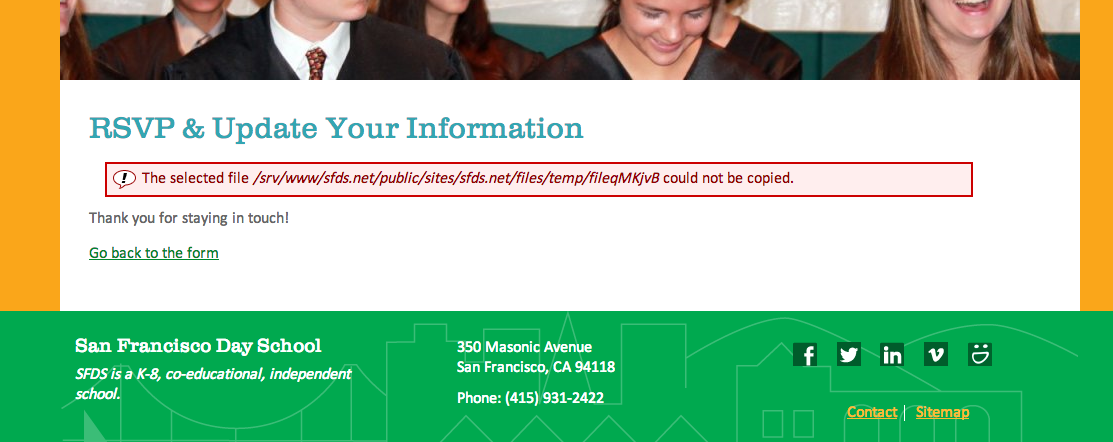 RSVP & Update Your Information
The selected file /srv/www/sfds.net/public/sites/sfds.net/files/temp/fileqMKjvB could not be copied.
Thank you for staying in touch!
Go back to the form
San Francisco Day School
SFDS is a K-8, co-educational, independent
school.
350 Masonic Avenue
San Francisco, CA 94118
Phone: (415) 931-2422
Contact | Sitemap